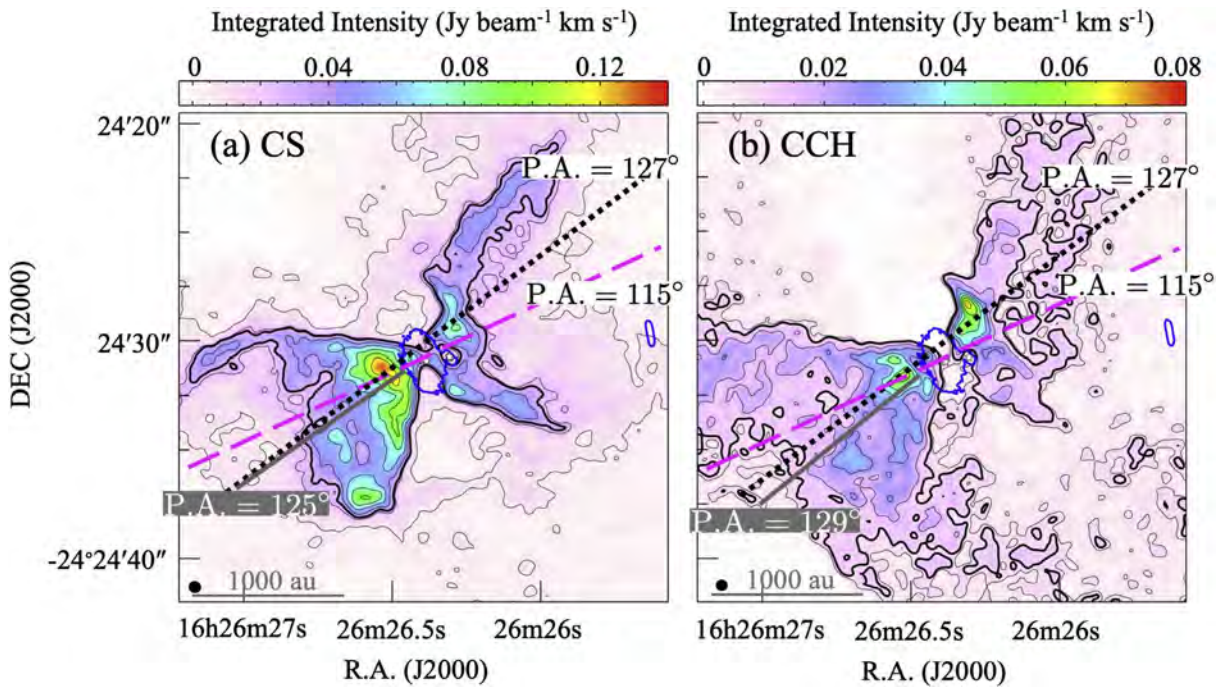 Integrated Intensity (Jy beam-1 km s-1)
0 0.04 0.08 0.12
(a) CS
P.A. = 127°
P.A. = 115°
P.A. = 125°
1000 au
24'20″
24'30″
-24°24'40″
DEC (J2000)
16h26m27s 26m26.5s 26m26s
R.A. (J2000)
Integrated Intensity (Jy beam-1 km s-1)
0 0.02 0.04 0.06 0.08
(b) CCH
P.A. = 127°
P.A. = 115°
P.A. = 129°
1000 au
16h26m27s 26m26.5s 26m26s
R.A. (J2000)